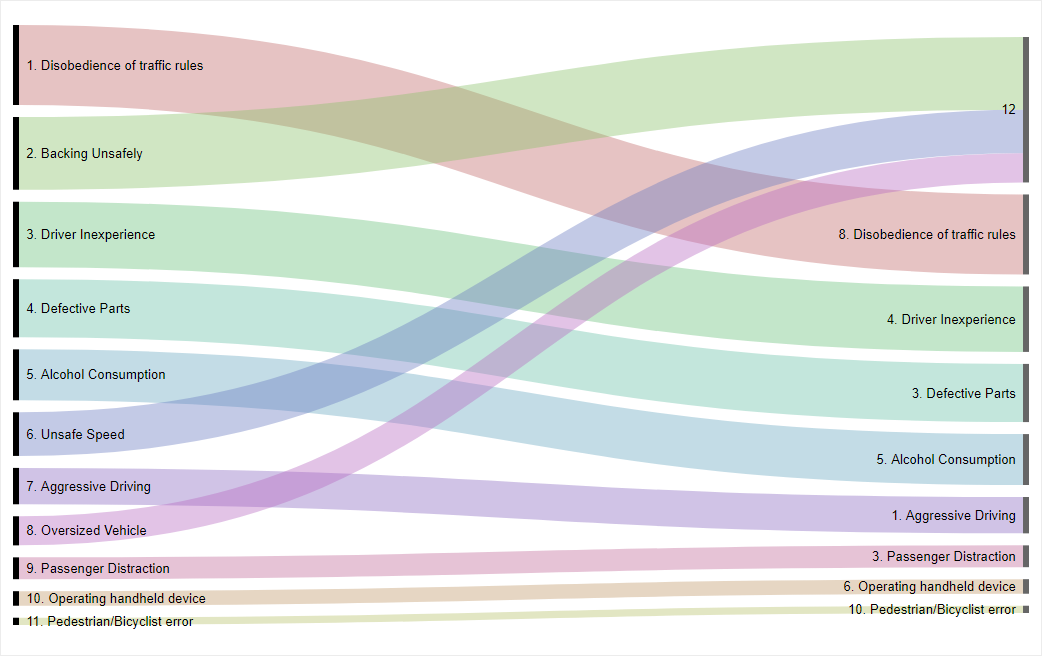 1. Disobedience of traffic rules
2. Backing Unsafely
3. Driver Inexperience
4. Defective Parts
5. Alcohol Consumption
6. Unsafe Speed
7. Aggressive Driving
8. Oversized Vehicle
9. Passenger Distraction
10. Operating handheld device
11. Pedestrian/Bicyclist error
12
8. Disobedience of traffic rules
4. Driver Inexperience
3. Defective Parts
5. Alcohol Consumption
1. Aggressive Driving
3. Passenger Distraction
6. Operating handheld device
10. Pedestrian/Bicyclist error